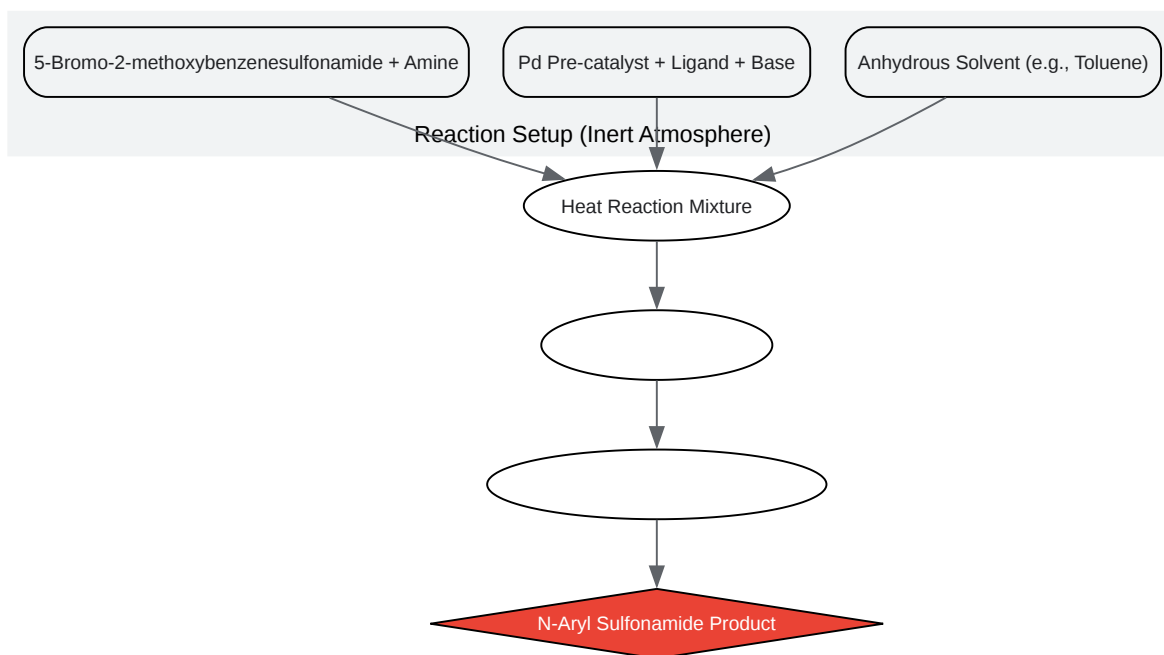 5-Bromo-2-methoxybenzenesulfonamide + Amine
Pd Pre-catalyst + Ligand + Base
Anhydrous Solvent (e.g., Toluene)
Reaction Setup (Inert Atmosphere)
Heat Reaction Mixture
N-Aryl Sulfonamide Product